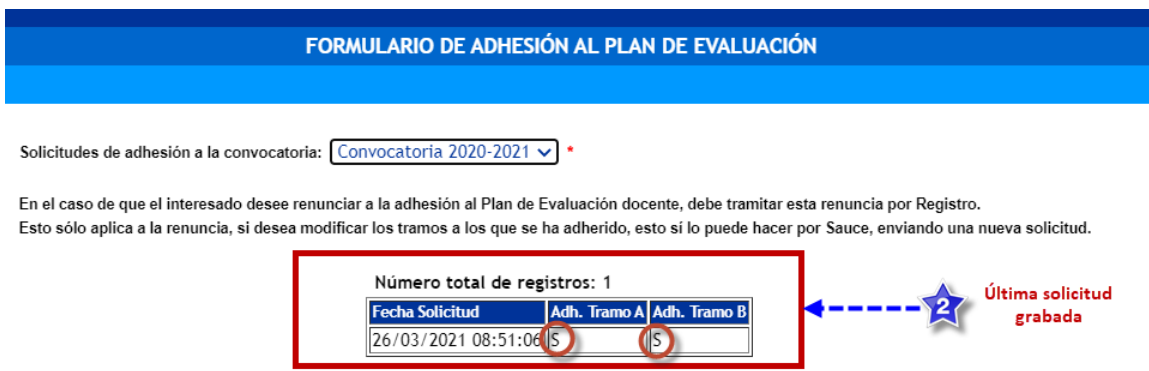 FORMULARIO DE ADHESIÓN AL PLAN DE EVALUACIÓN
Solicitudes de adhesión a la convocatoria: Convocatoria 2020-2021 *
En el caso de que el interesado desee renunciar a la adhesión al Plan de Evaluación docente, debe tramitar esta renuncia por Registro.
Esto sólo aplica a la renuncia, si desea modificar los tramos a los que se ha adherido, esto sí lo puede hacer por Sauce, enviando una nueva solicitud.
Número total de registros: 1
Fecha Solicitud Adh. Tramo A Adh. Tramo B
26/03/2021 08:51:06 S S
2
Última solicitud
grabada